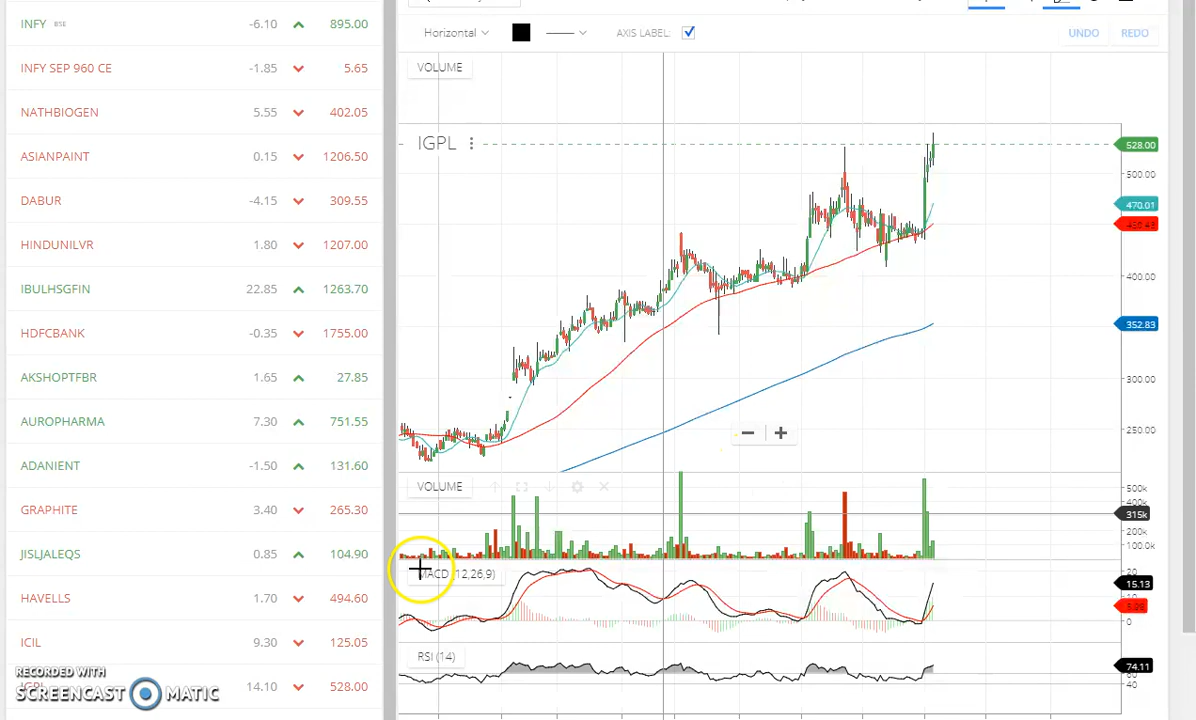 INFY BSE -6.10 895.00
INFY SEP 960 CE -1.85 5.65
NATHBIOGEN 5.55 402.05
ASIANPAINT 0.15 1206.50
DABUR -4.15 309.55
HINDUNILVR 1.80 1207.00
IBULHSGFIN 22.85 1263.70
HDFCBANK -0.35 1755.00
AKSHOPTFBR 1.65 27.85
AUROPHARMA 7.30 751.55
ADANIENT -1.50 131.60
GRAPHITE 3.40 265.30
JISLJALEQS 0.85 104.90
HAVELLS 1.70 494.60
ICIL 9.30 125.05
14.10 528.00
RECORDED WITH
SCREENCAST MATIC
Horizontal AXIS LABEL: UNDO REDO
VOLUME
IGPL
528.00
500.00
470.01
400.00
352.83
300.00
250.00
VOLUME
500k
315k
200k
100.0k
MACD (12,26,9)
20
15.13
10
0
RSI (14)
74.11
40